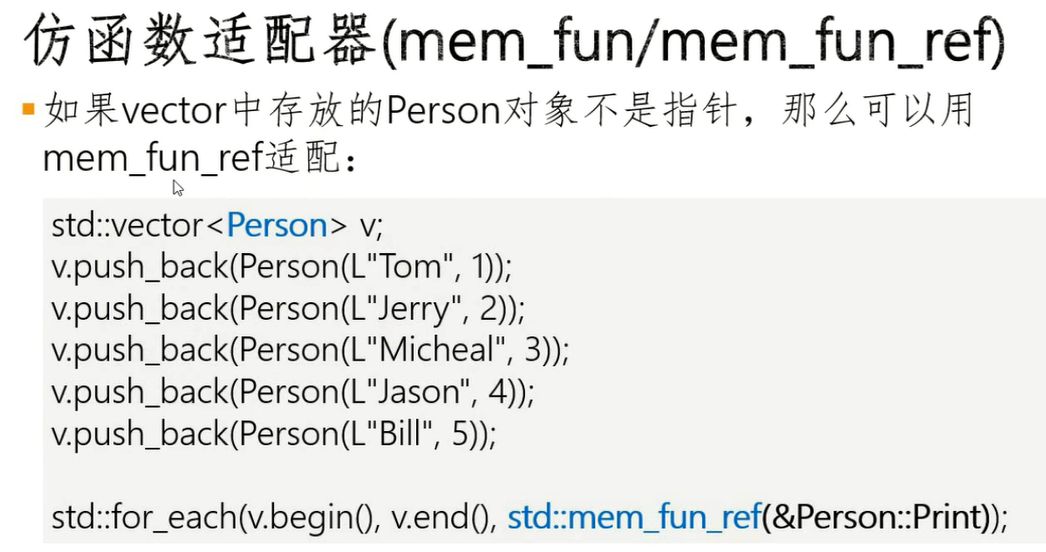 仿函数适配器(mem_fun/mem_fun_ref)
如果vector中存放的Person对象不是指针，那么可以用
mem_fun_ref适配：
std::vector<Person> v;
v.push_back(Person(L"Tom", 1));
v.push_back(Person(L"Jerry", 2));
v.push_back(Person(L"Micheal", 3));
v.push_back(Person(L"Jason", 4));
v.push_back(Person(L"Bill", 5));
std::for_each(v.begin(), v.end(), std::mem_fun_ref(&Person::Print));